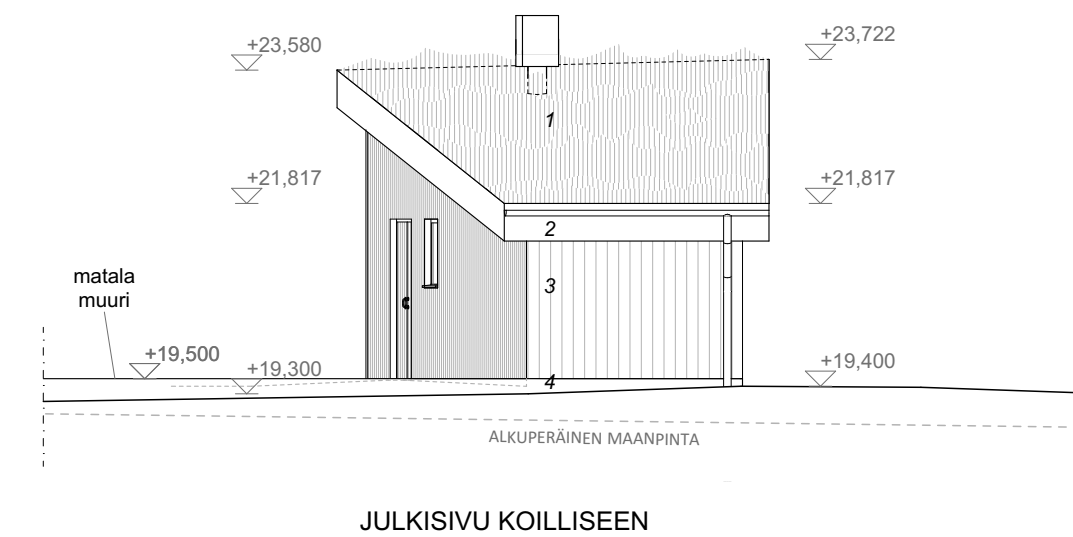 +23,580
+23,722
1
+21,817
+21,817
2
3
matala
muuri
+19,500
+19,300
4
+19,400
ALKUPERÄINEN MAANPINTA
JULKISIVU KOILLISEEN